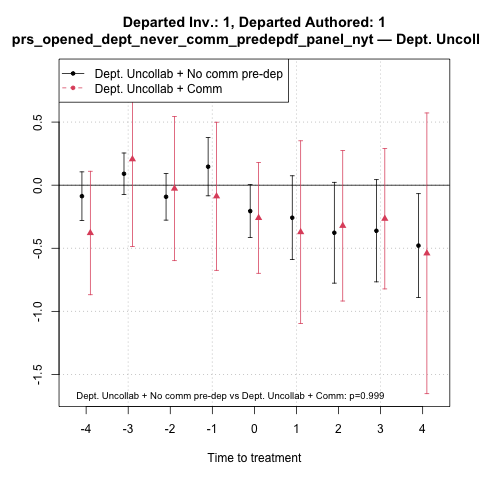 Departed Inv.: 1, Departed Authored: 1
prs_opened_dept_never_comm_predepdf_panel_nyt — Dept. Uncoll
Dept. Uncollab + No comm pre-dep
Dept. Uncollab + Comm
0.5
0.0
-0.5
-1.0
-1.5
Dept. Uncollab + No comm pre-dep vs Dept. Uncollab + Comm: p=0.999
-4 -3 -2 -1 0 1 2 3 4
Time to treatment